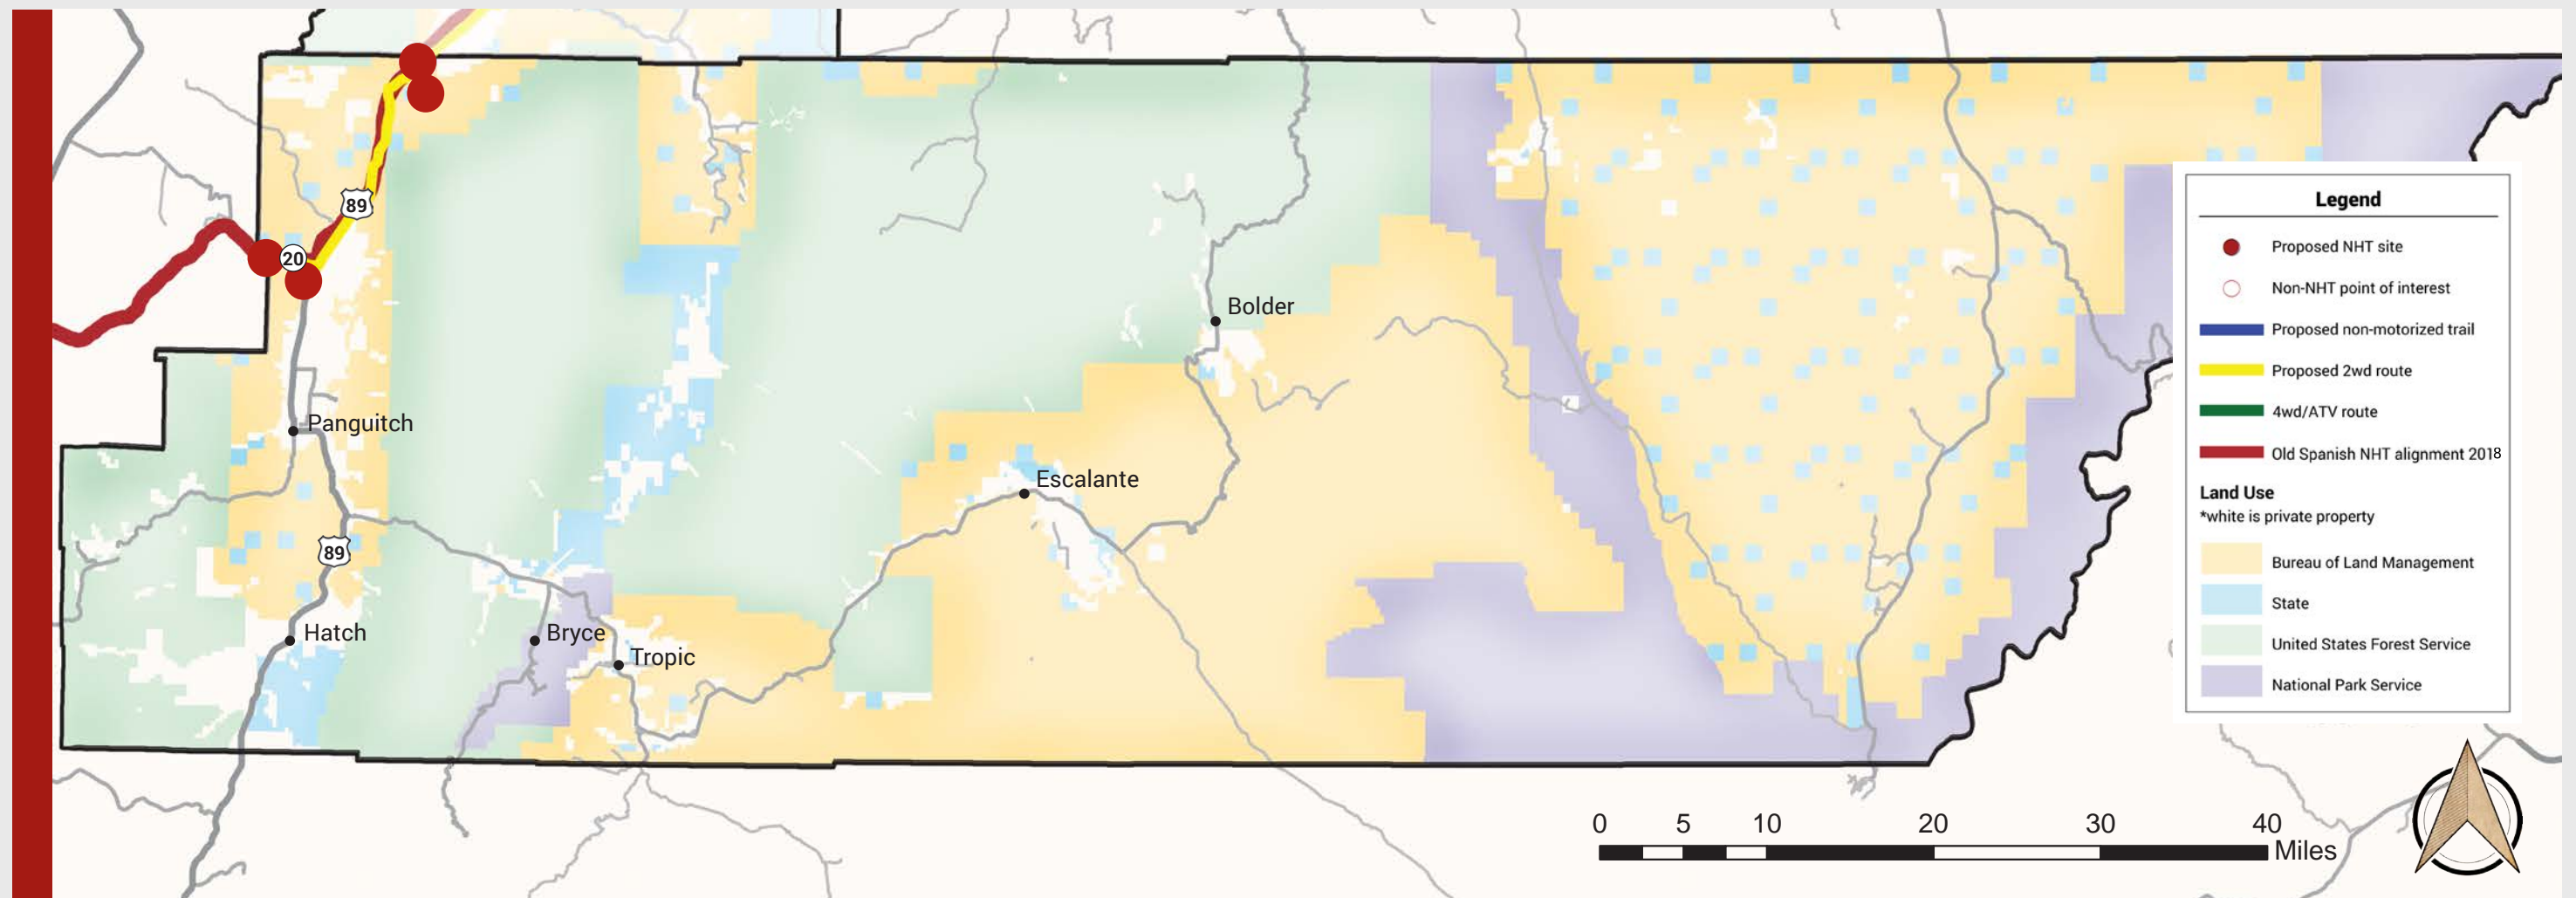 89
20
Bolder
Panguitch
Escalante
89
Hatch
Bryce
Tropic
Legend
Proposed NHT site
Non-NHT point of interest
Proposed non-motorized trail
Proposed 2wd route
4wd/ATV route
Old Spanish NHT alignment 2018
Land Use
*white is private property
Bureau of Land Management
State
United States Forest Service
National Park Service
0 5 10 20 30 40
Miles